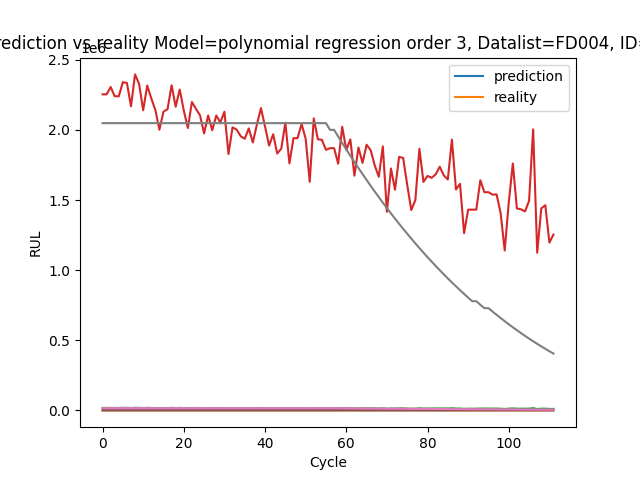 rediction vs reality Model=polynomial regression order 3, Datalist=FD004, ID=
1e6
2.5
2.0
1.5
1.0
0.5
0.0
RUL
prediction
reality
0 20 40 60 80 100
Cycle